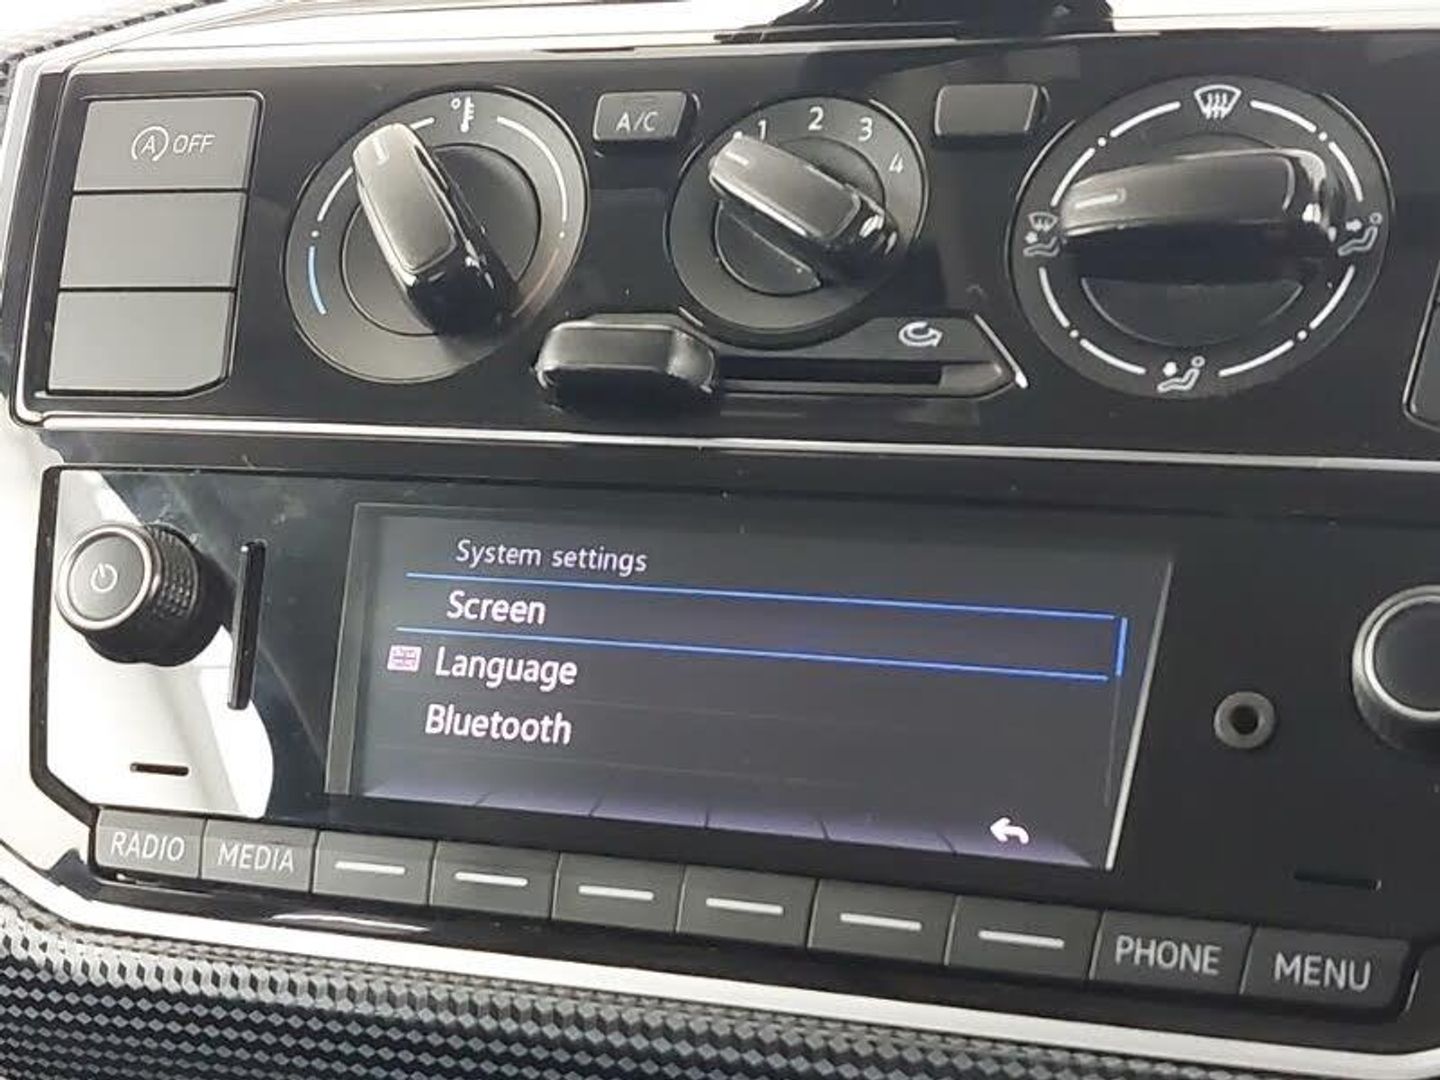 A OFF
A/C
1 2 3 4
System settings
Screen
Language
Bluetooth
RADIO MEDIA PHONE MENU